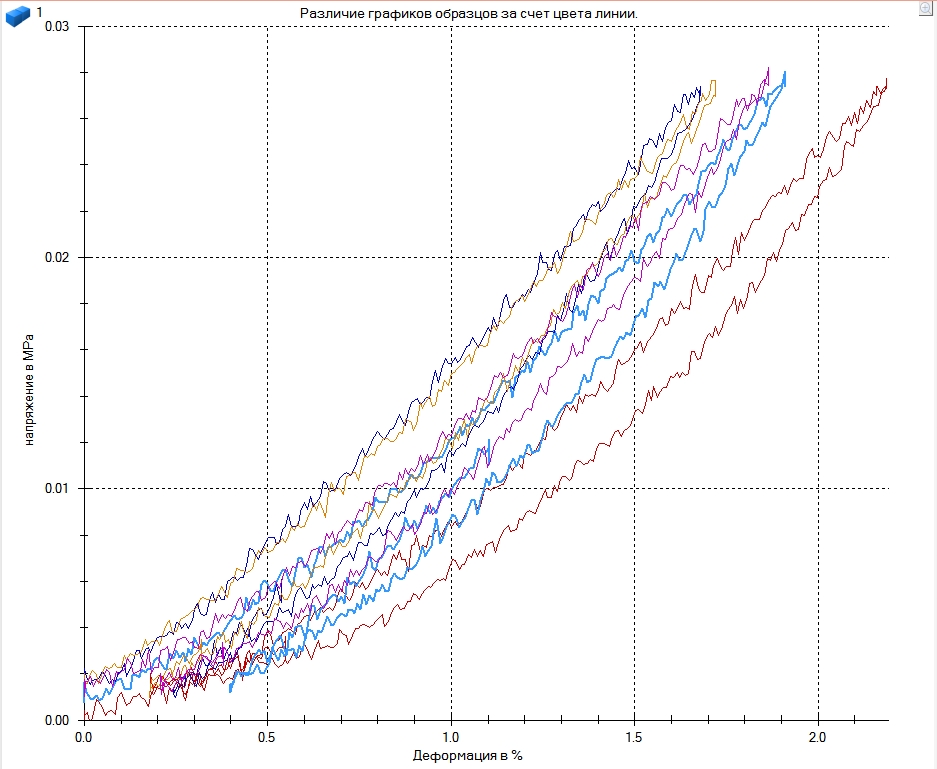 1
Различие графиков образцов за счет цвета линии.
0.03
0.02
0.01
0.00
напряжение в MPa
0.0 0.5 1.0 1.5 2.0
Деформация в %